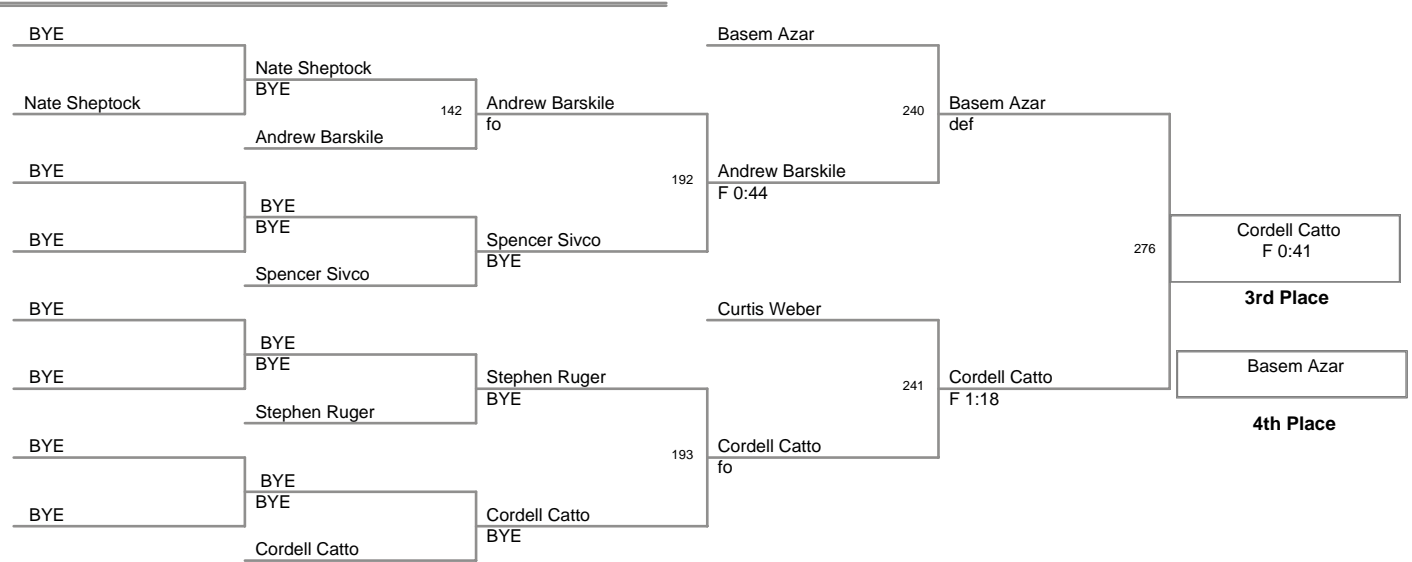 BYE
Nate Sheptock
BYE
BYE
BYE
BYE
BYE
BYE
Nate Sheptock
BYE
Andrew Barskile
BYE
BYE
Spencer Sivco
BYE
BYE
Stephen Ruger
BYE
BYE
Cordell Catto
142
Andrew Barskile
fo
Spencer Sivco
BYE
Stephen Ruger
BYE
Cordell Catto
BYE
Basem Azar
192
Andrew Barskile
F 0:44
Curtis Weber
193
Cordell Catto
fo
240
Basem Azar
def
241
Cordell Catto
F 1:18
276
Cordell Catto
F 0:41
3rd Place
Basem Azar
4th Place